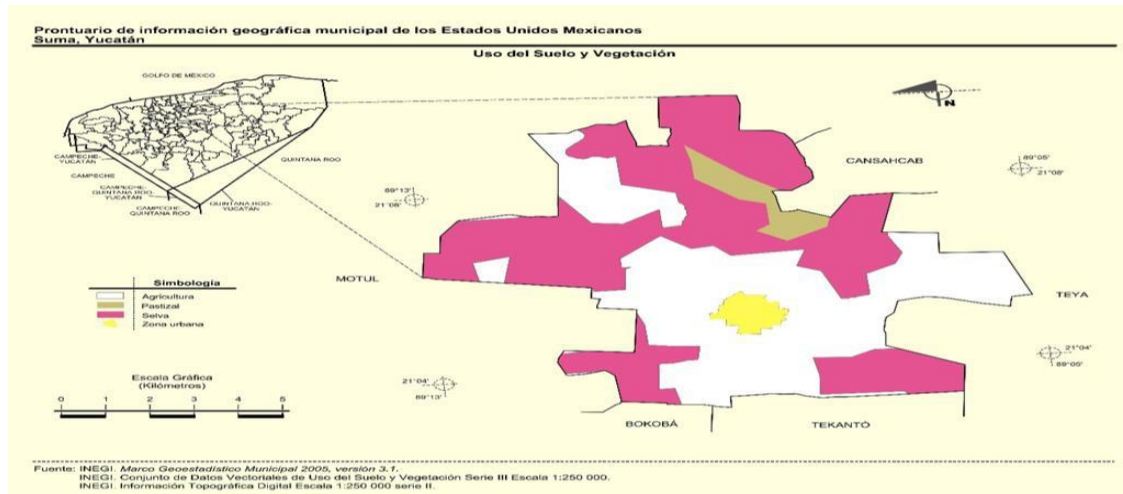 Prontuario de información geográfica municipal de los Estados Unidos Mexicanos
Suma, Yucatán
Uso del Suelo y Vegetación
GOLFO DE MÉXICO
N
CAMPECHE-
YUCATÁN
CAMPECHE
QUINTANA ROO
CAMPECHE-
QUINTANA ROO
YUCATÁN
CAMPECHE-
QUINTANA ROO
QUINTANA ROO-
YUCATÁN
CANSAHCAB
89°05'
21°08'
89°13'
21°08'
MOTUL
TEYA
Simbología
Agricultura
Pastizal
Selva
Zona urbana
21°04'
89°05'
Escala Gráfica
(Kilómetros)
0 1 2 3 4 5
21°04'
89°13'
BOKOBÁ
TEKANTÓ
Fuente: INEGI. Marco Geoestadístico Municipal 2005, versión 3.1.
INEGI. Conjunto de Datos Vectoriales de Uso del Suelo y Vegetación Serie III Escala 1:250 000.
INEGI. Información Topográfica Digital Escala 1:250 000 serie II.